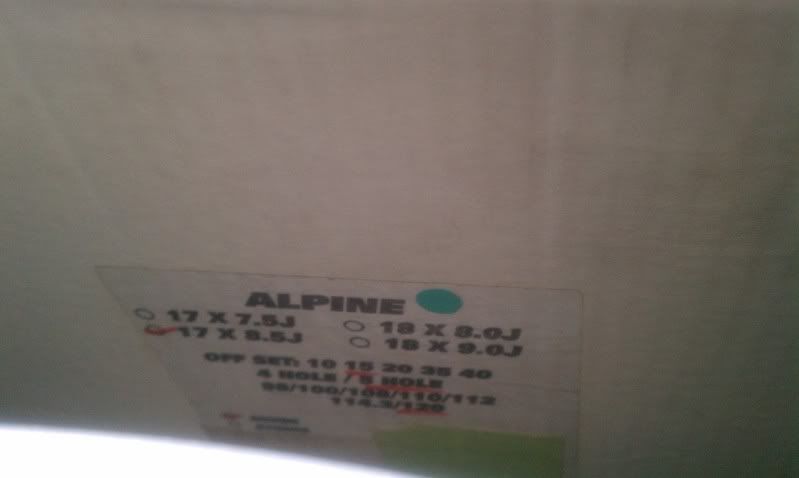 ALPINE
17 X 7.5J
18 X 8.0J
17 X 8.5J
18 X 9.0J
OFF SET: 10 15 20 35 40
4 HOLE / 5 HOLE
98/100/108/110/112
114.3/120